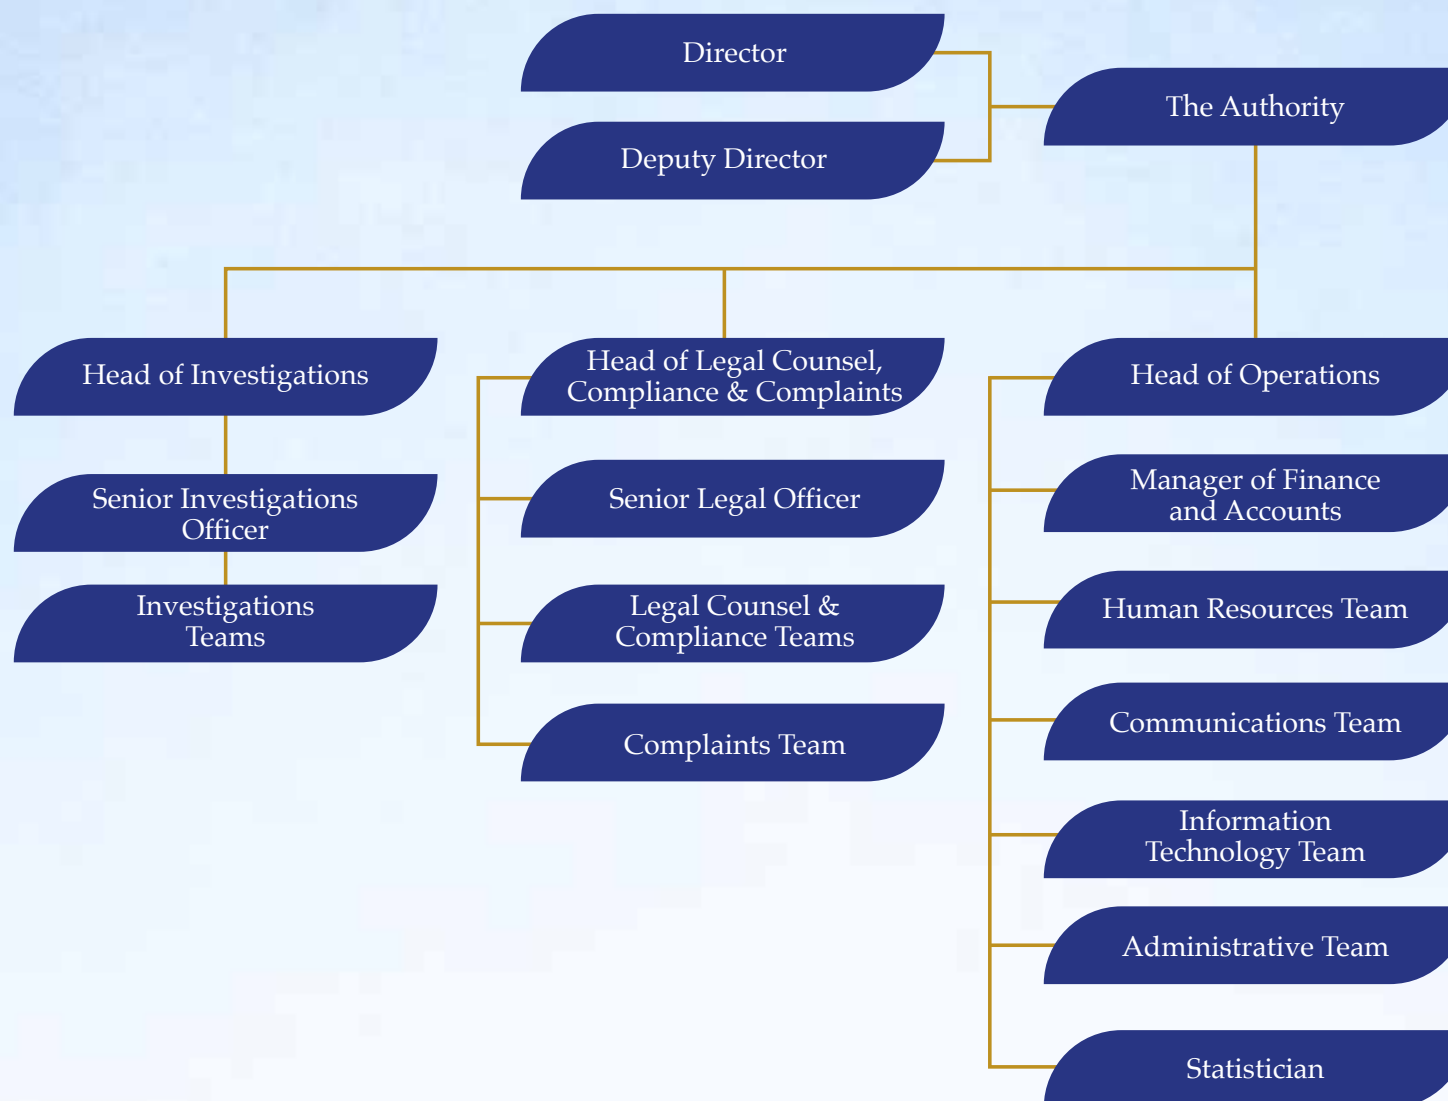 Director
The Authority
Deputy Director
Head of Investigations
Senior Investigations
Officer
Investigations
Teams
Head of Legal Counsel,
Compliance & Complaints
Senior Legal Officer
Legal Counsel &
Compliance Teams
Complaints Team
Head of Operations
Manager of Finance
and Accounts
Human Resources Team
Communications Team
Information
Technology Team
Administrative Team
Statistician